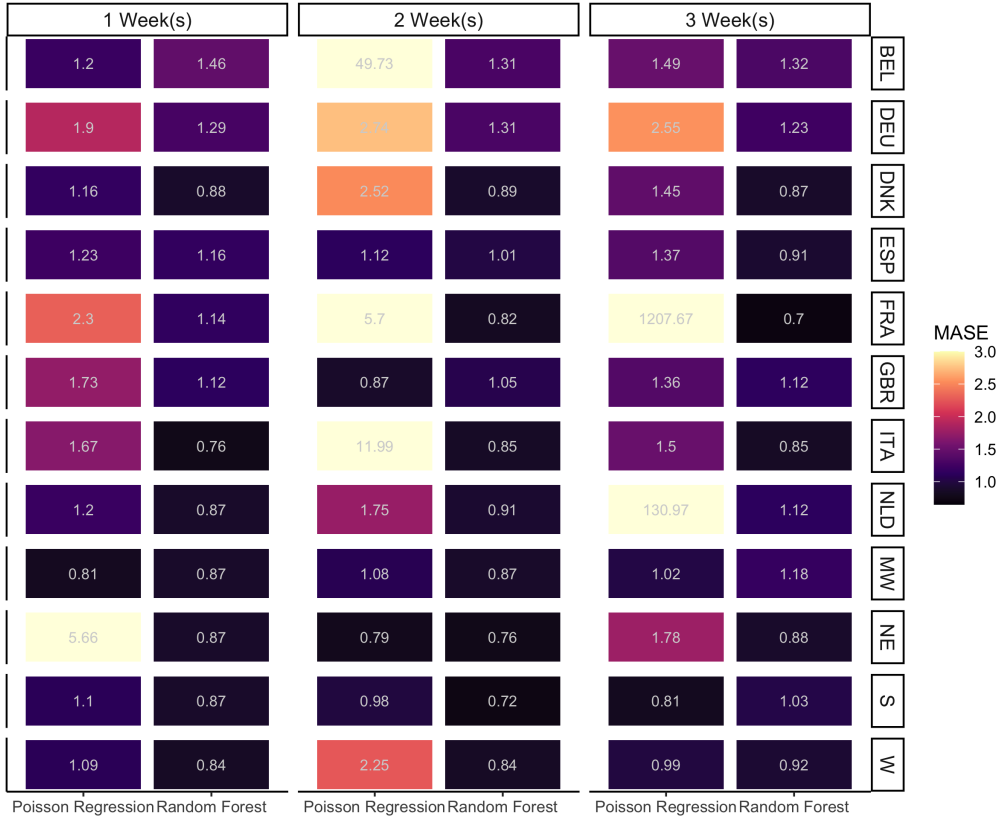 1 Week(s) 2 Week(s) 3 Week(s)
1.2 1.46 49.73 1.31 1.49 1.32 BEL
1.9 1.29 2.74 1.31 2.55 1.23 DEU
1.16 0.88 2.52 0.89 1.45 0.87 DNK
1.23 1.16 1.12 1.01 1.37 0.91 ESP
2.3 1.14 5.7 0.82 1207.67 0.7 FRA
1.73 1.12 0.87 1.05 1.36 1.12 GBR
1.67 0.76 11.99 0.85 1.5 0.85 ITA
1.2 0.87 1.75 0.91 130.97 1.12 NLD
0.81 0.87 1.08 0.87 1.02 1.18 MW
5.66 0.87 0.79 0.76 1.78 0.88 NE
1.1 0.87 0.98 0.72 0.81 1.03 S
1.09 0.84 2.25 0.84 0.99 0.92 W
Poisson Regression Random Forest Poisson Regression Random Forest Poisson Regression Random Forest
MASE
3.0
2.5
2.0
1.5
1.0